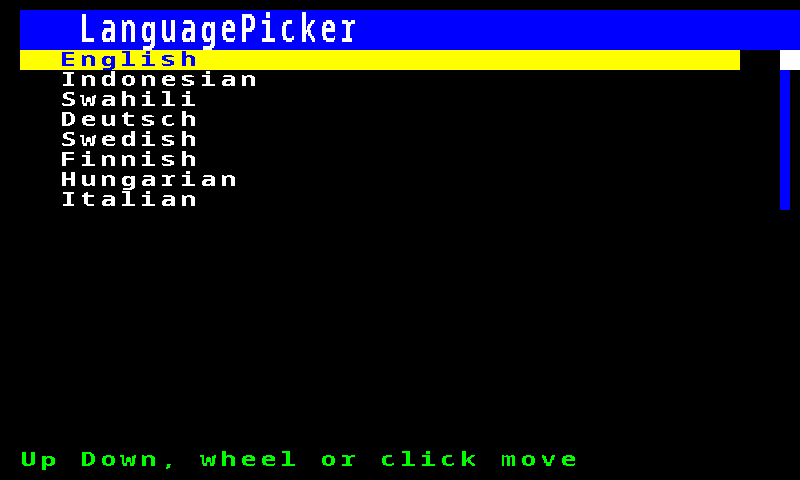 LanguagePicker
English
Indonesian
Swahili
Deutsch
Swedish
Finnish
Hungarian
Italian
Up Down, wheel or click move